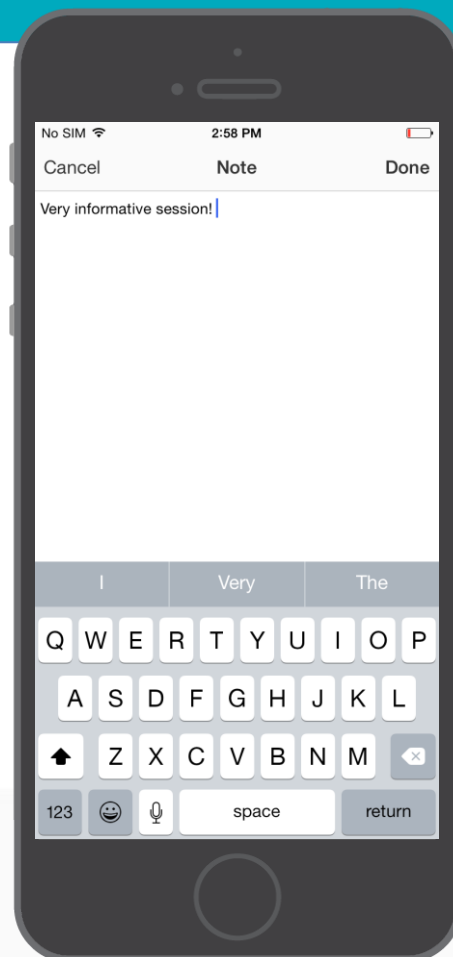 No SIM 2:58 PM
Cancel Note Done
Very informative session!
I Very The
Q W E R T Y U I O P
A S D F G H J K L
Z X C V B N M
123 space return